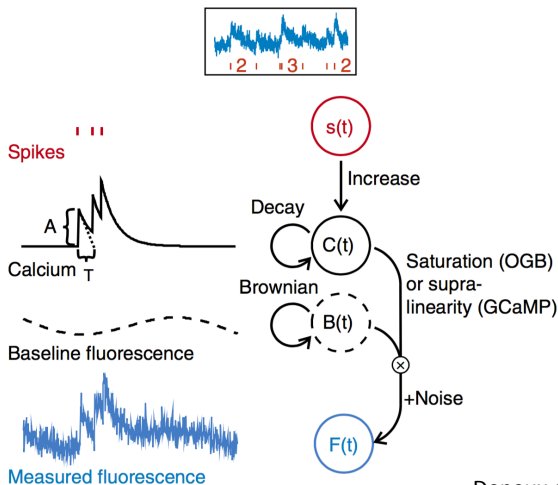 2 3 2
s(t)
Spikes
Increase
Decay
A
C(t)
Saturation (OGB)
or supra-
linearity (GCaMP)
Calcium T
Brownian
B(t)
Baseline fluorescence
×
+Noise
F(t)
Measured fluorescence